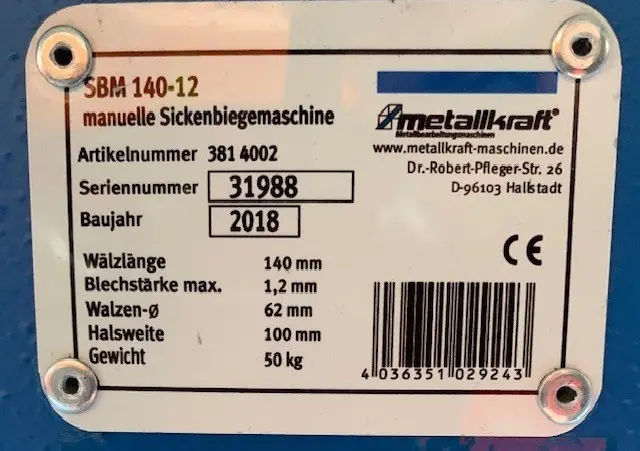 SBM 140-12
manuelle Sickenbiegemaschine
Artikelnummer 381 4002
Seriennummer 31988
Baujahr 2018
Wälzlänge 140 mm
Blechstärke max. 1,2 mm
Walzen-ø 62 mm
Halsweite 100 mm
Gewicht 50 kg
metallkraft®
Metallbearbeitungsmaschinen
www.metallkraft-maschinen.de
Dr.-Robert-Pfleger-Str. 26
D-96103 Hallstadt
CE
4 036351 029243